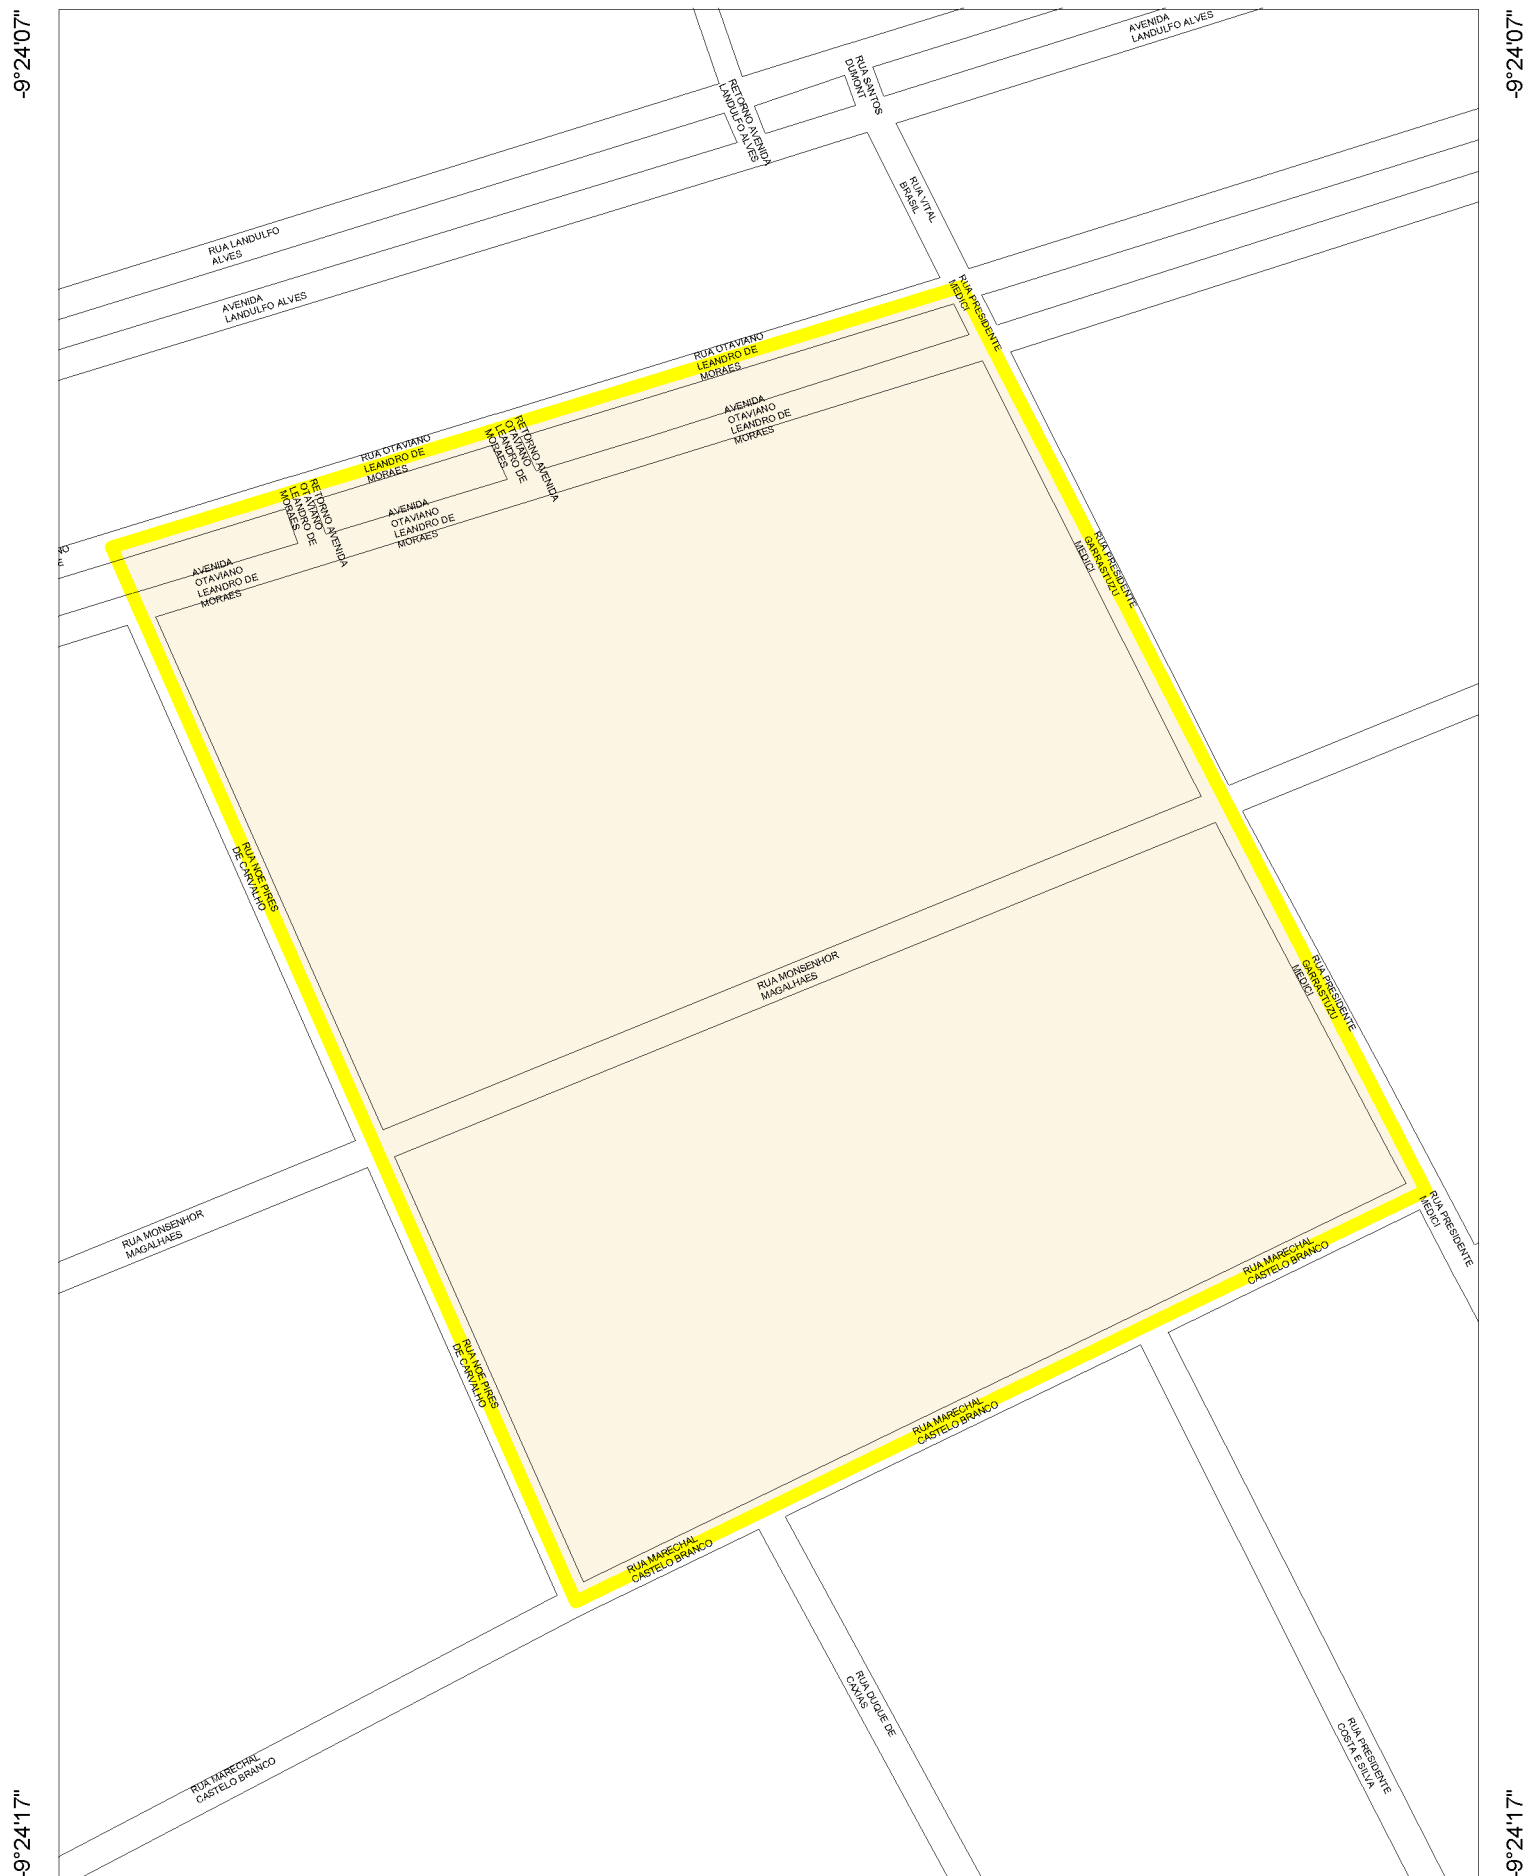 -9°24'07"
-9°24'07"
AVENIDA
LANDULFO ALVES
RUA SANTOS
DUMONT
RETORNO AVENIDA
LANDULFO ALVES
RUA VITAL
BRASIL
RUA LANDULFO
ALVES
AVENIDA
LANDULFO ALVES
RUA PRESIDENTE
MEDICI
RUA OTAVIANO
LEANDRO DE
MORAES
AVENIDA
OTAVIANO
LEANDRO DE
MORAES
RETORNO AVENIDA
OTAVIANO
LEANDRO DE
MORAES
RUA OTAVIANO
LEANDRO DE
MORAES
RETORNO AVENIDA
OTAVIANO
LEANDRO DE
MORAES
AVENIDA
OTAVIANO
LEANDRO DE
MORAES
AVENIDA
OTAVIANO
LEANDRO DE
MORAES
RUA PRESIDENTE
GARRASTUZU
MEDICI
RUA NOE PIRES
DE CARVALHO
RUA MONSENHOR
MAGALHAES
RUA PRESIDENTE
GARRASTUZU
MEDICI
RUA MONSENHOR
MAGALHAES
RUA PRESIDENTE
MEDICI
RUA MARECHAL
CASTELO BRANCO
RUA NOE PIRES
DE CARVALHO
RUA MARECHAL
CASTELO BRANCO
RUA MARECHAL
CASTELO BRANCO
RUA DUQUE DE
CAXIAS
RUA PRESIDENTE
COSTA E SILVA
RUA MARECHAL
CASTELO BRANCO
-9°24'17"
-9°24'17"